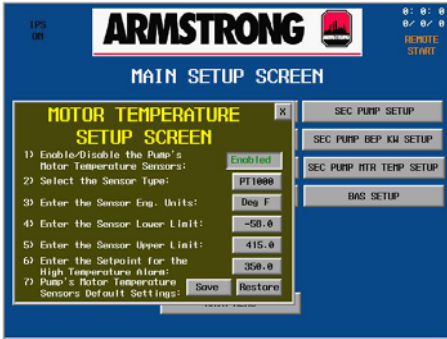 IPS
ON
ARMSTRONG
0: 0: 0
0/ 0/ 0
REMOTE
START
MAIN SETUP SCREEN
MOTOR TEMPERATURE
SETUP SCREEN
X
1) Enable/Disable the Pump's
Motor Temperature Sensors:
Enabled
2) Select the Sensor Type:
PT1000
3) Enter the Sensor Eng. Units:
Deg F
4) Enter the Sensor Lower Limit:
-58.0
5) Enter the Sensor Upper Limit:
415.0
6) Enter the Setpoint for the
High Temperature Alarm:
350.0
7) Pump's Motor Temperature
Sensors Default Settings:
Save
Restore
SEC PUMP SETUP
SEC PUMP BEP KW SETUP
SEC PUMP MTR TEMP SETUP
BAS SETUP